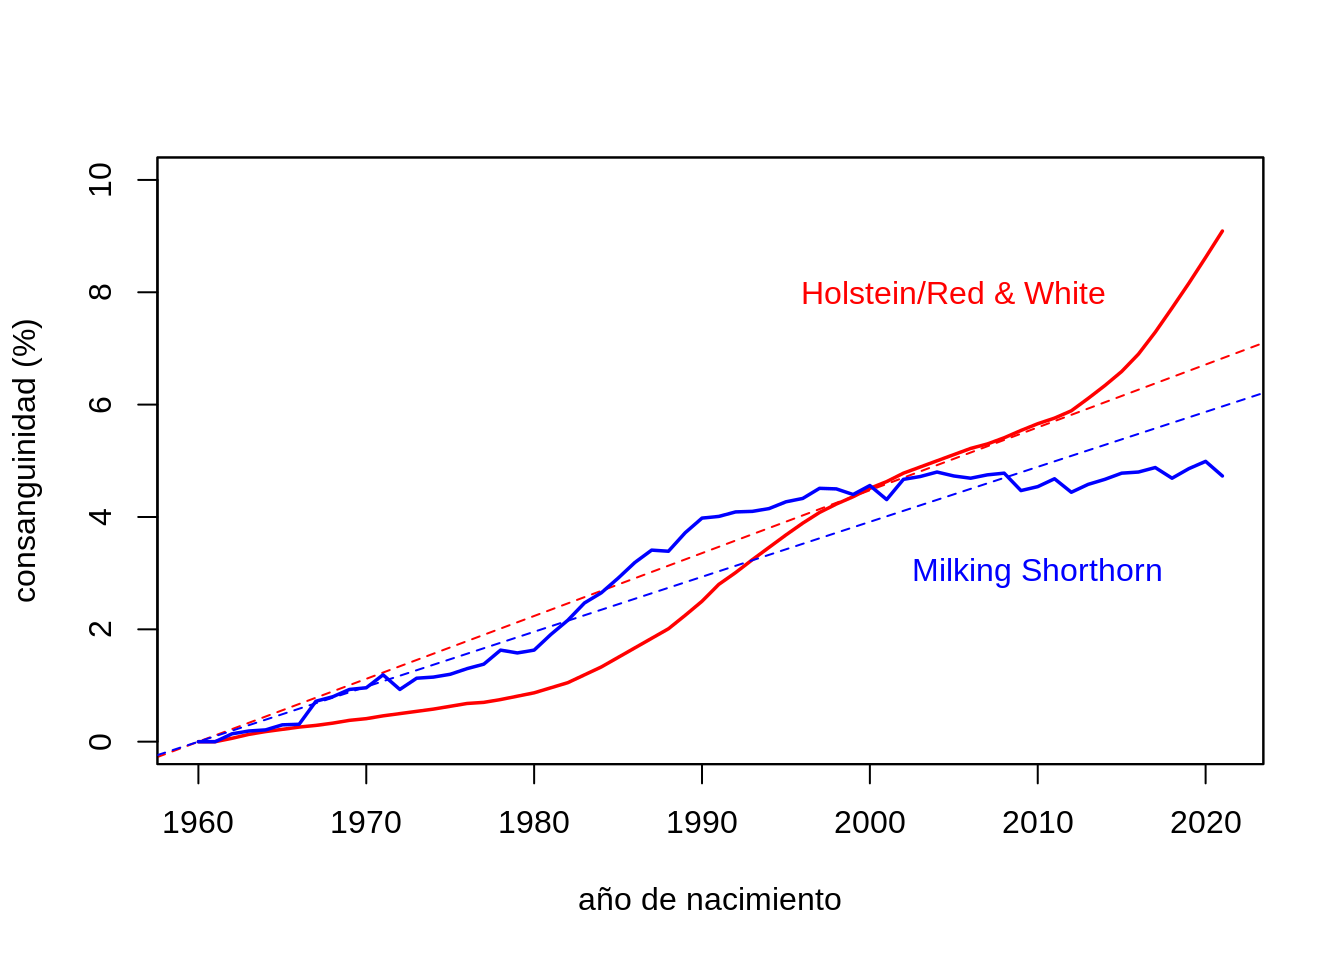 10
8
6
4
2
0
consanguinidad (%)
Holstein/Red & White
Milking Shorthorn
1960 1970 1980 1990 2000 2010 2020
año de nacimiento